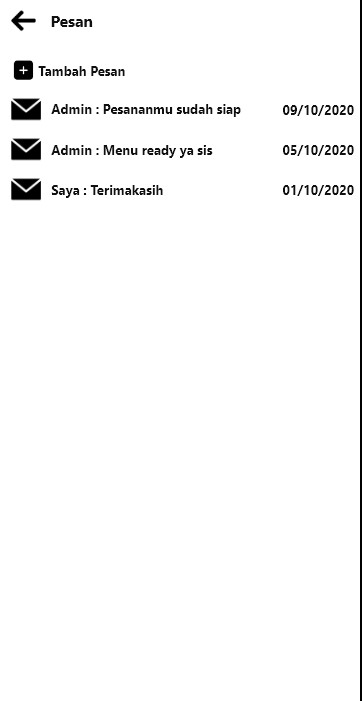 Pesan
Tambah Pesan
Admin : Pesananmu sudah siap 09/10/2020
Admin : Menu ready ya sis 05/10/2020
Saya : Terimakasih 01/10/2020